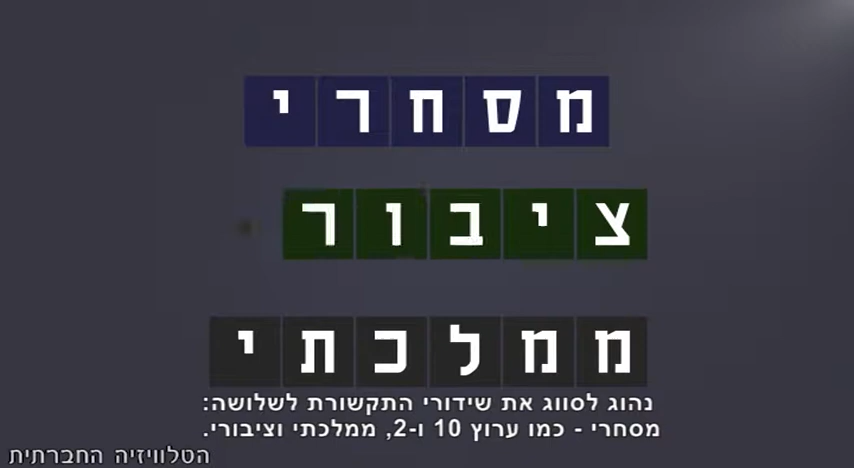 מסחרי
ציבור
ממלכתי
נהוג לסווג את שידורי התקשורת לשלושה:
מסחרי - כמו ערוץ 10 ו-2, ממלכתי וציבורי.
הטלוויזיה החברתית